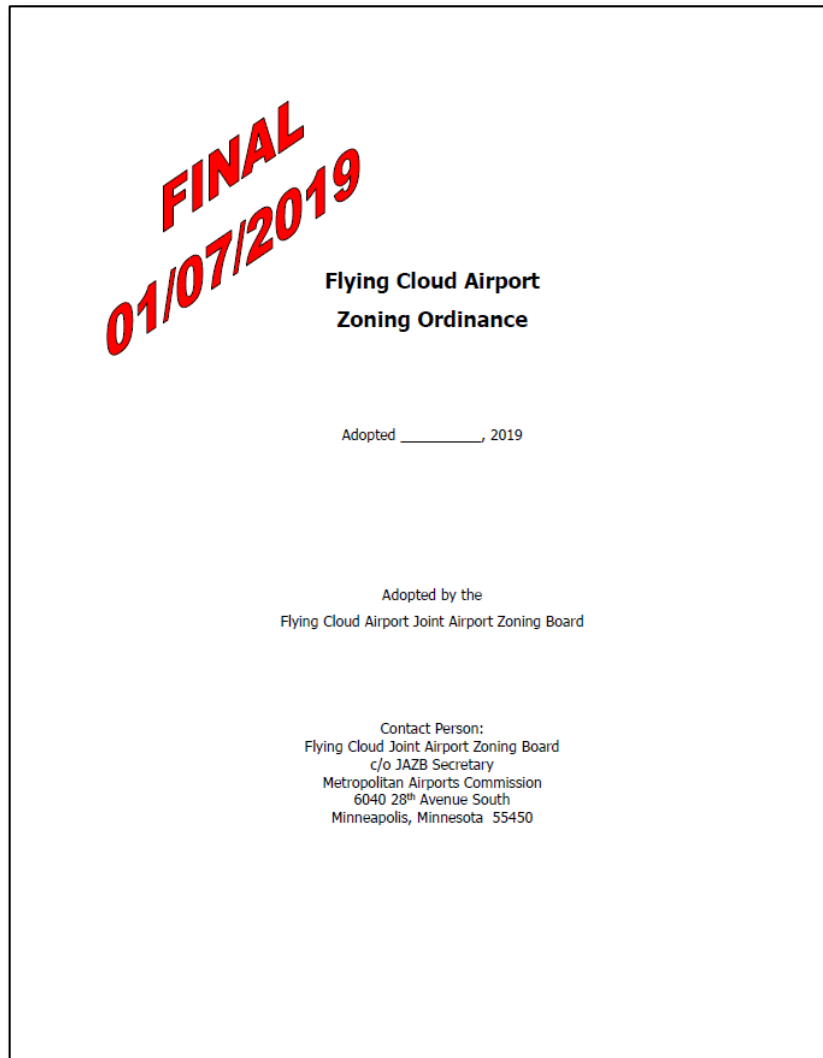 FINAL
01/07/2019
Flying Cloud Airport
Zoning Ordinance
Adopted __________, 2019
Adopted by the
Flying Cloud Airport Joint Airport Zoning Board
Contact Person:
Flying Cloud Joint Airport Zoning Board
c/o JAZB Secretary
Metropolitan Airports Commission
6040 28th Avenue South
Minneapolis, Minnesota  55450